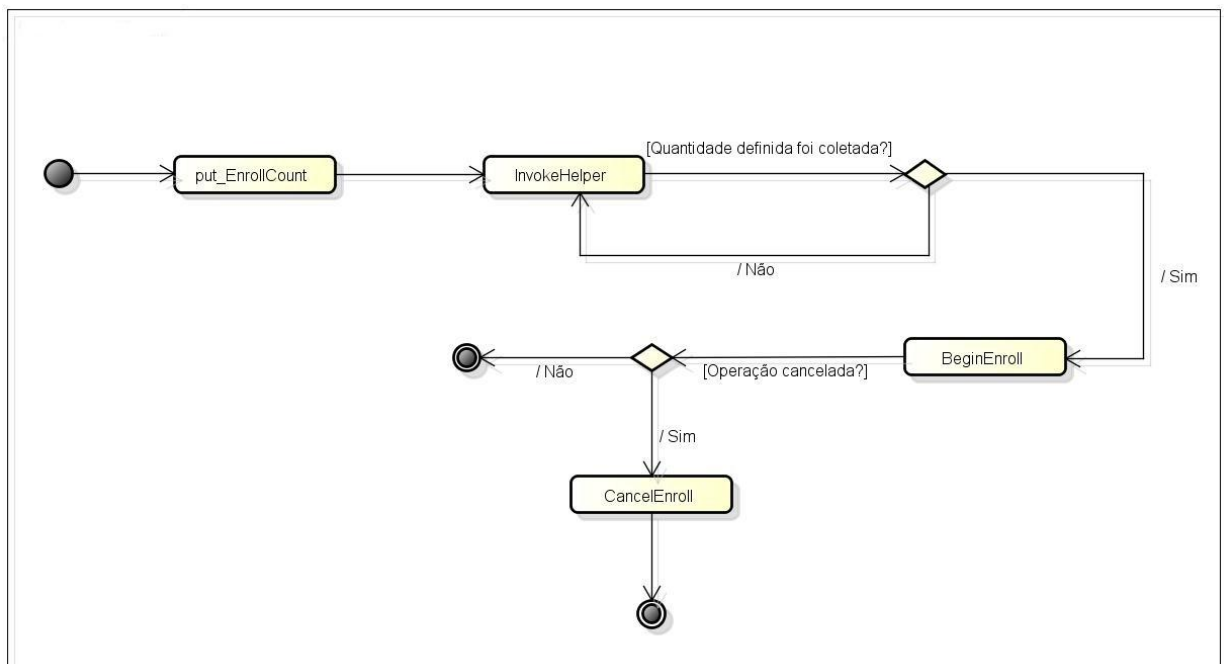 [Quantidade definida foi coletada?]
put_EnrollCount
InvokeHelper
/ Não
/ Sim
BeginEnroll
[Operação cancelada?]
/ Não
/ Sim
CancelEnroll